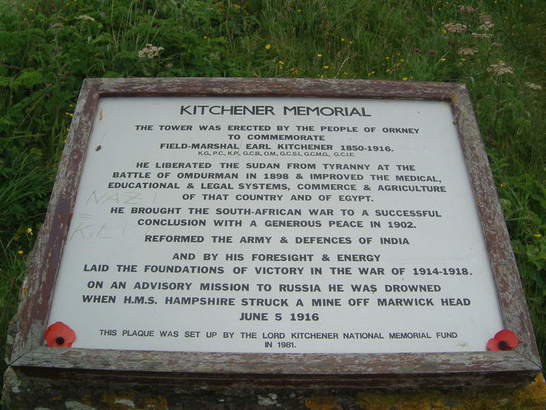 KITCHENER MEMORIAL
THE TOWER WAS ERECTED BY THE PEOPLE OF ORKNEY
TO COMMEMORATE
FIELD-MARSHAL EARL KITCHENER 1850-1916.
K.G., P.C., K.P., G.C.B., O.M., G.C.S.I., G.C.M.G., G.C.I.E.
HE LIBERATED THE SUDAN FROM TYRANNY AT THE
BATTLE OF OMDURMAN IN 1898 & IMPROVED THE MEDICAL,
EDUCATIONAL & LEGAL SYSTEMS, COMMERCE & AGRICULTURE
OF THAT COUNTRY AND OF EGYPT.
NAZI
HE BROUGHT THE SOUTH-AFRICAN WAR TO A SUCCESSFUL
CONCLUSION WITH A GENEROUS PEACE IN 1902.
REFORMED THE ARMY & DEFENCES OF INDIA
AND BY HIS FORESIGHT & ENERGY
LAID THE FOUNDATIONS OF VICTORY IN THE WAR OF 1914-1918.
ON AN ADVISORY MISSION TO RUSSIA HE WAS DROWNED
WHEN H.M.S. HAMPSHIRE STRUCK A MINE OFF MARWICK HEAD
JUNE 5 1916
THIS PLAQUE WAS SET UP BY THE LORD KITCHENER NATIONAL MEMORIAL FUND
IN 1981.